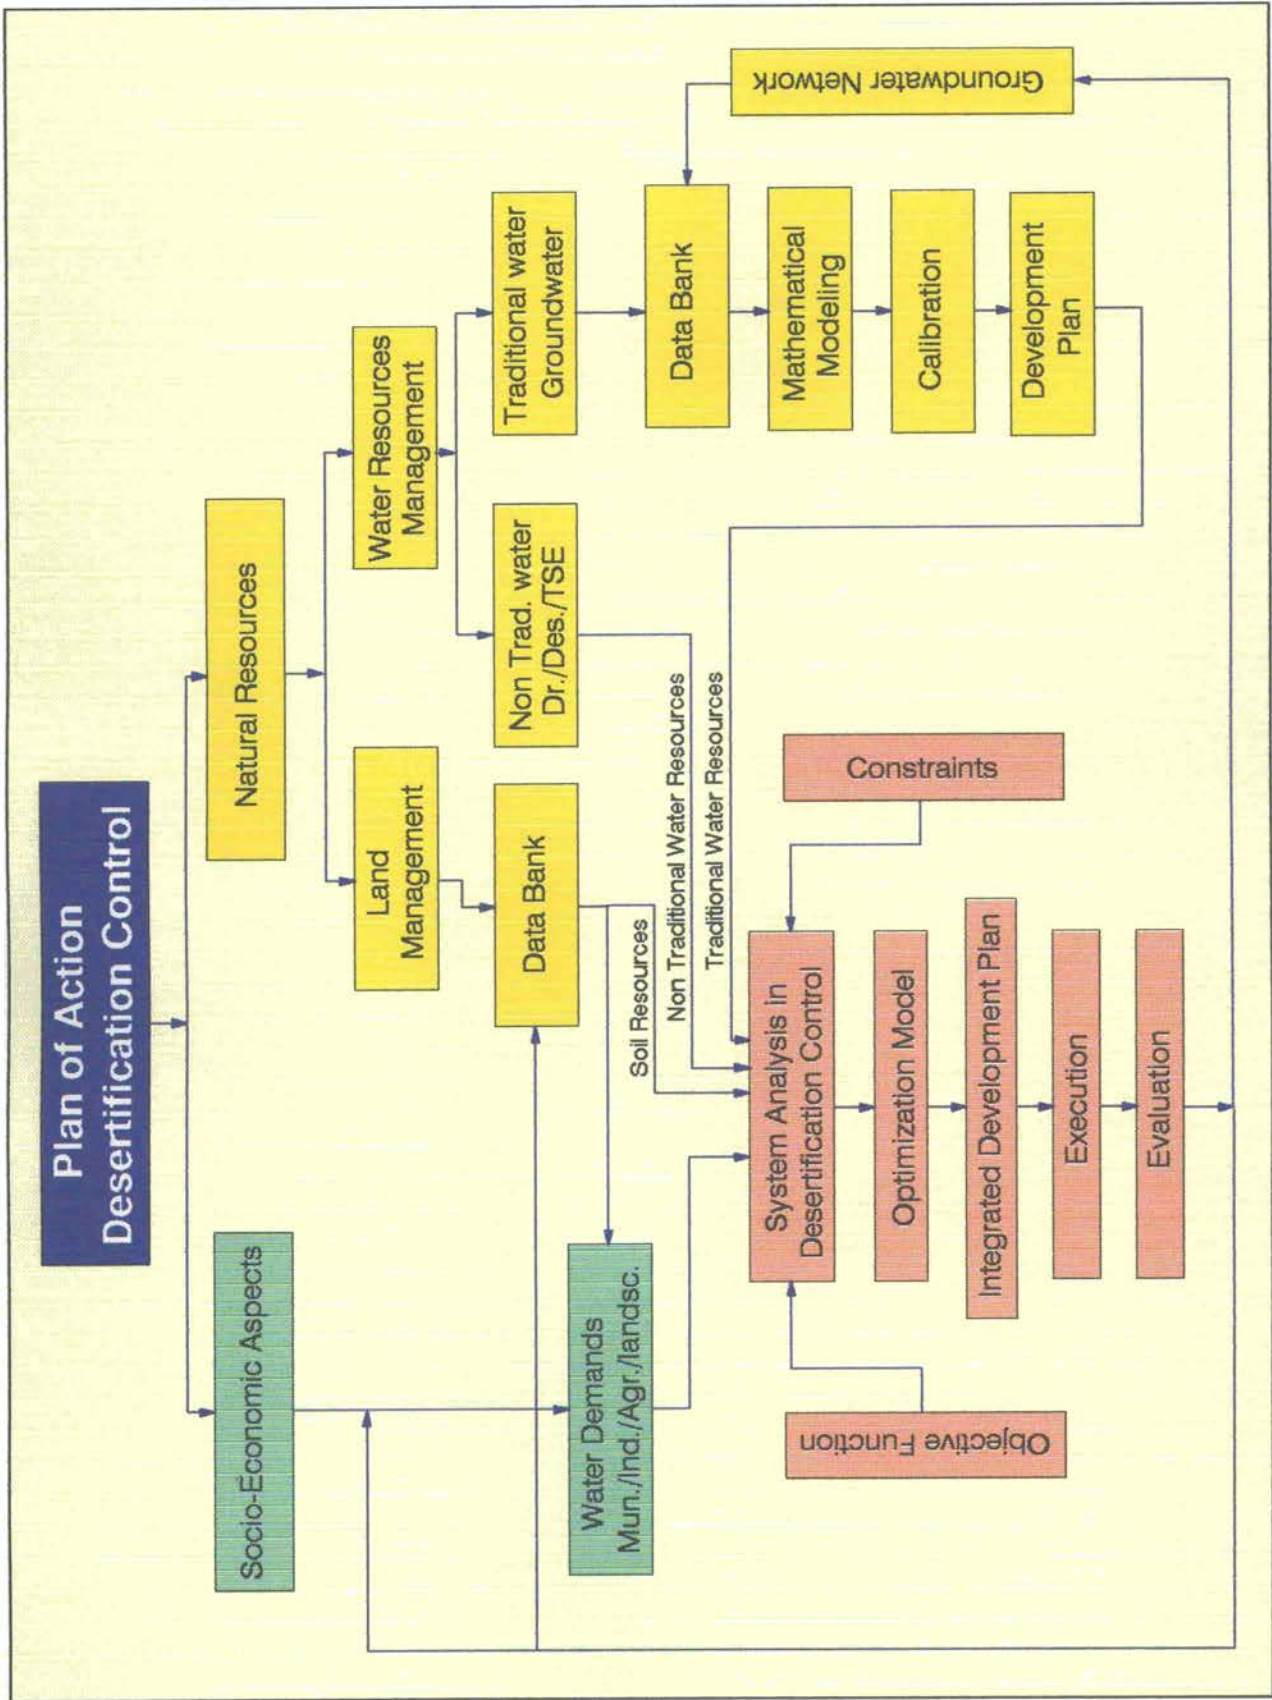 Plan of Action
Desertification Control
Socio-Economic Aspects
Natural Resources
Land
Management
Water Resources
Management
Data Bank
Non Trad. water
Dr./Des./TSE
Traditional water
Groundwater
Water Demands
Mun./Ind./Agr./landsc.
Data Bank
Groundwater Network
Mathematical
Modeling
Calibration
Development
Plan
Soil Resources
Non Traditional Water Resources
Traditional Water Resources
Objective Function
System Analysis in
Desertification Control
Constraints
Optimization Model
Integrated Development Plan
Execution
Evaluation